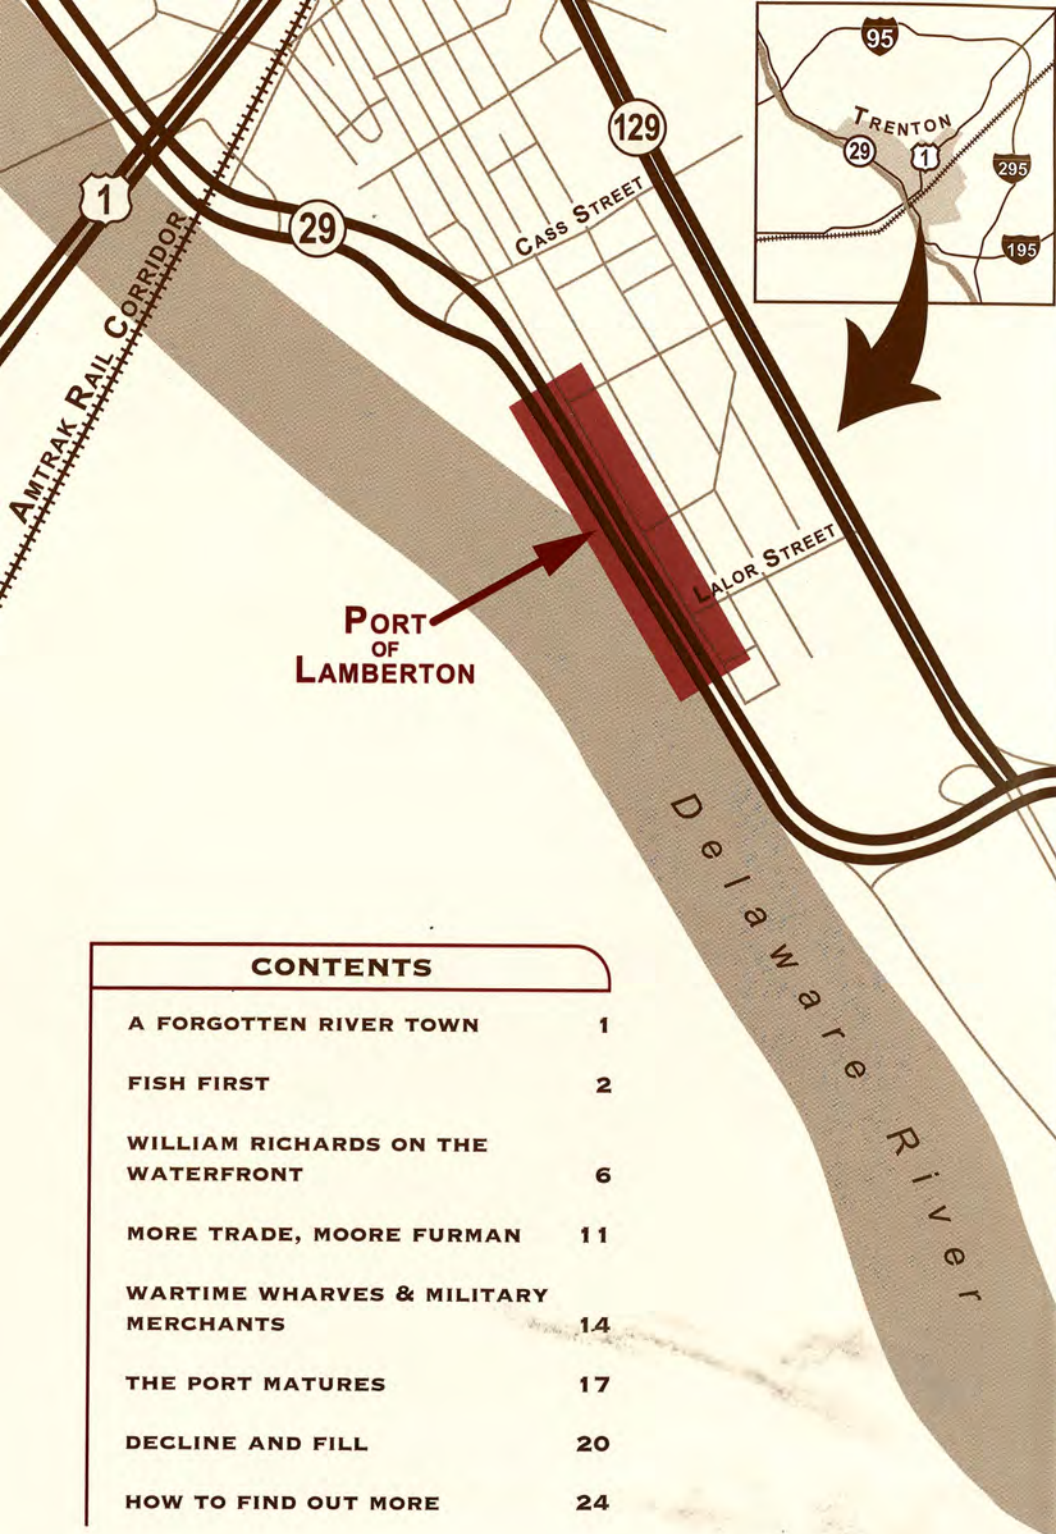 95
TRENTON
29
1
295
195
129
1
29
CASS STREET
AMTRAK RAIL CORRIDOR
LALOR STREET
PORT
OF
LAMBERTON
Delaware River
CONTENTS
A FORGOTTEN RIVER TOWN 1
FISH FIRST 2
WILLIAM RICHARDS ON THE
WATERFRONT 6
MORE TRADE, MOORE FURMAN 11
WARTIME WHARVES & MILITARY
MERCHANTS 14
THE PORT MATURES 17
DECLINE AND FILL 20
HOW TO FIND OUT MORE 24